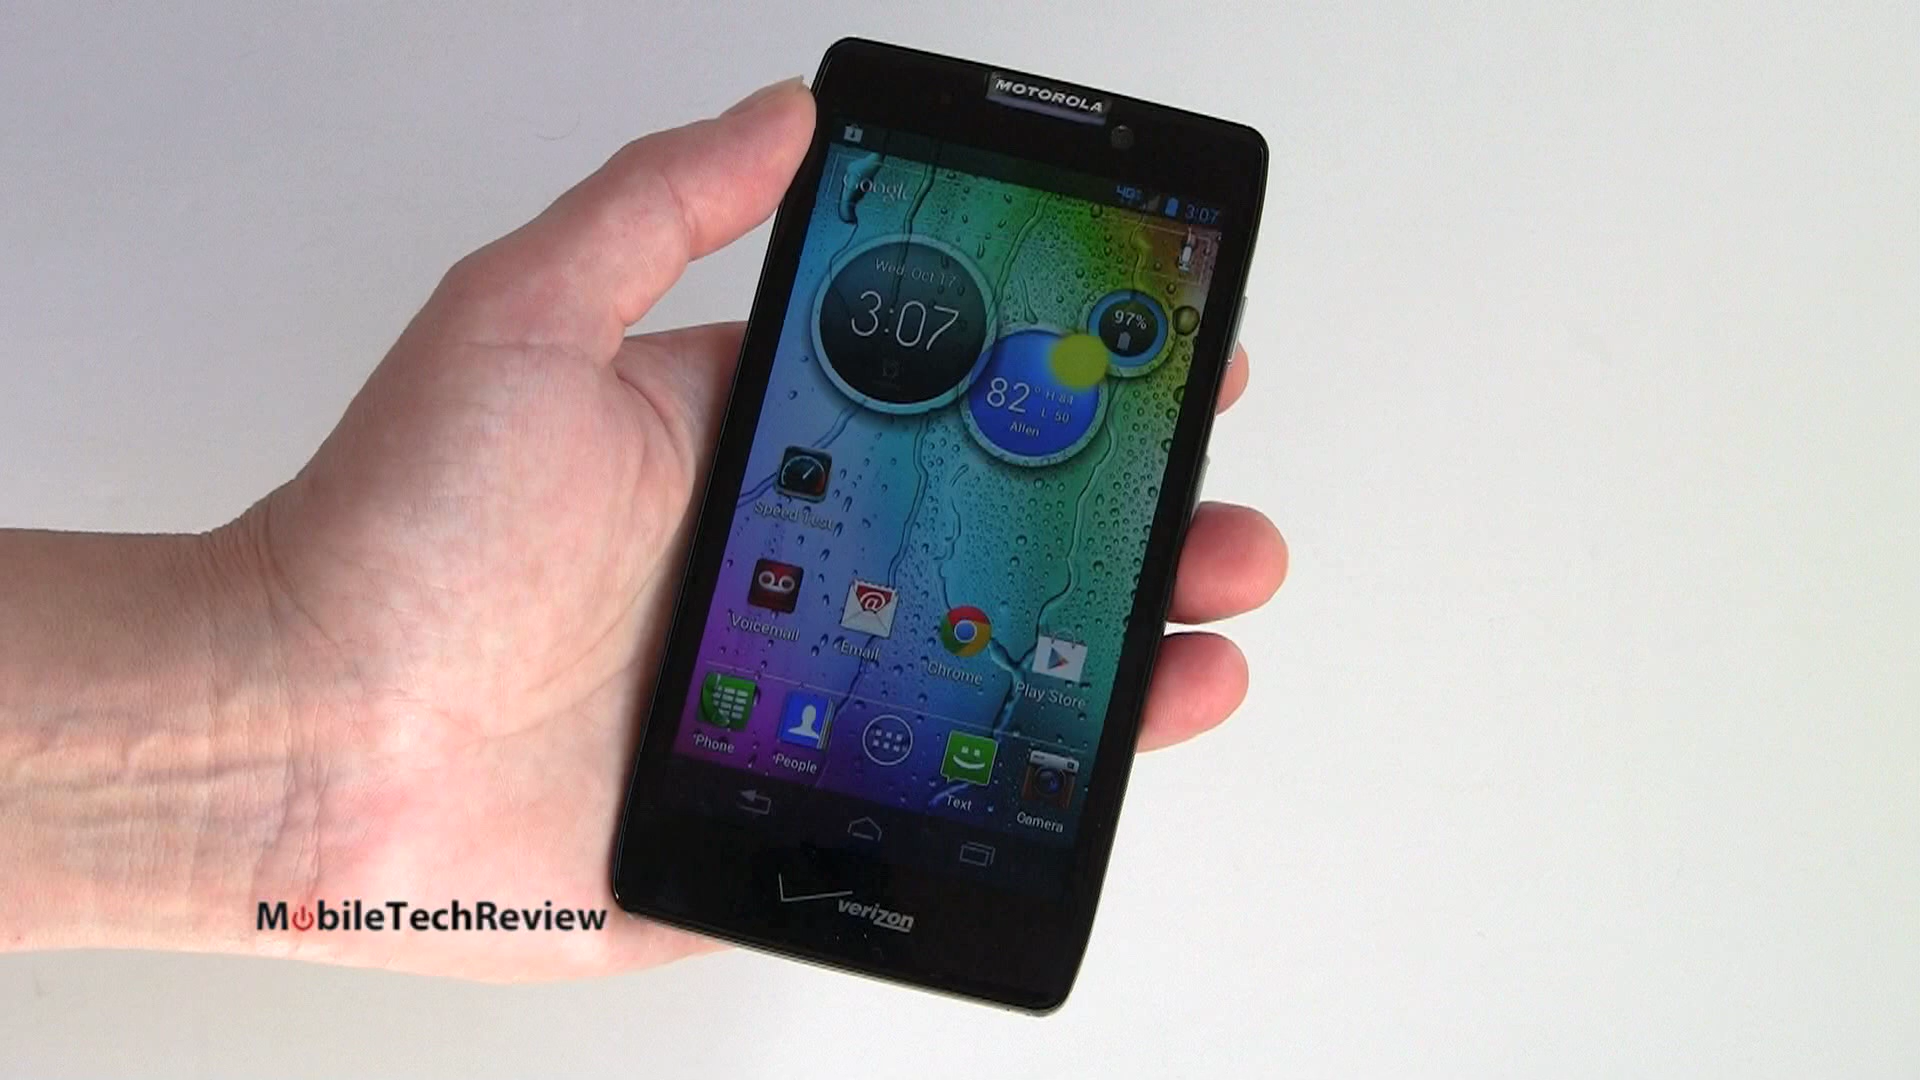 MOTOROLA
4G
3:07
Google
Wed, Oct 17
3:07
97%
82° H 84
L 50
Allen
Speed Test
Voicemail
Email
Chrome
Play Store
Phone
People
Text
Camera
verizon
MobileTechReview